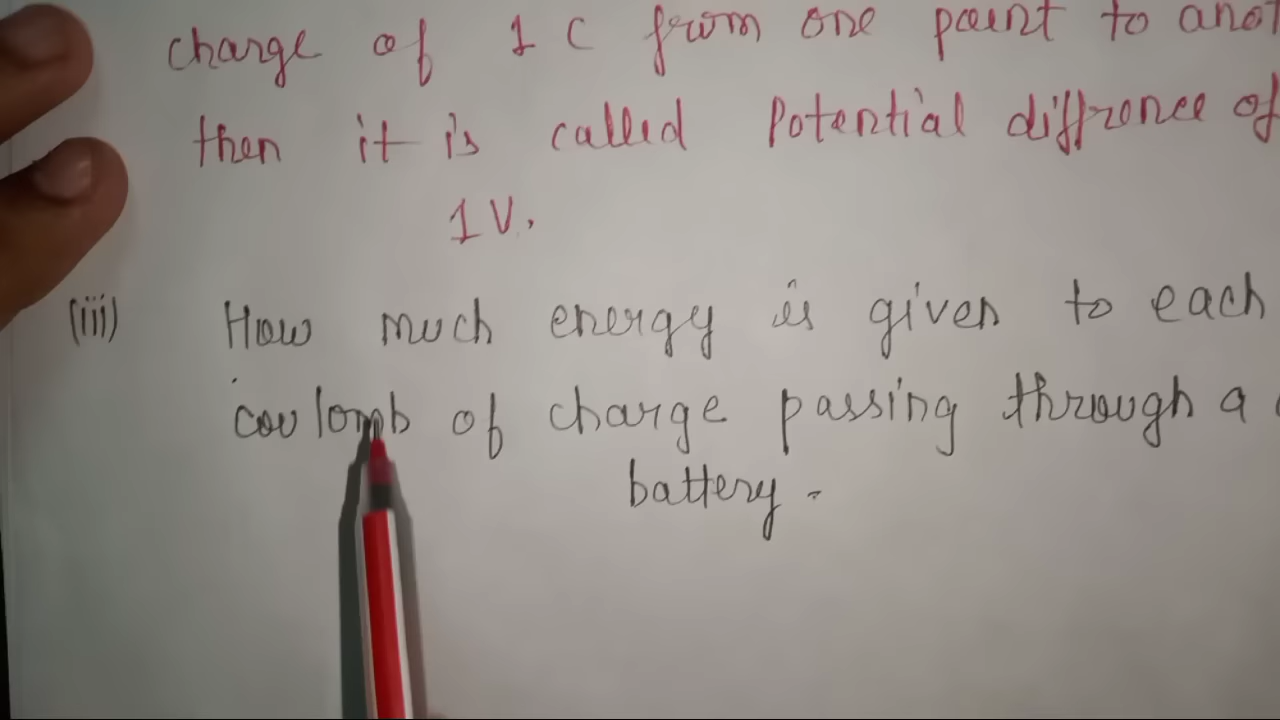 charge of 1 C from one point to
then it is called Potential diffrence of
1 V.
(iii) How much energy is given to each
coulomb of charge passing through a
battery.